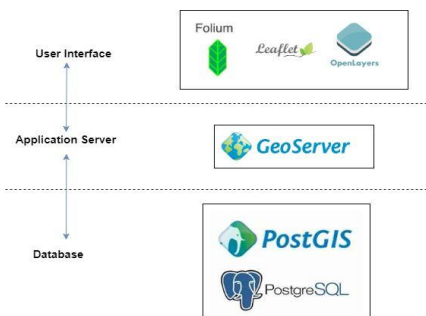 Folium
Leaflet
OpenLayers
User Interface
Application Server
GeoServer
PostGIS
Database
PostgreSQL